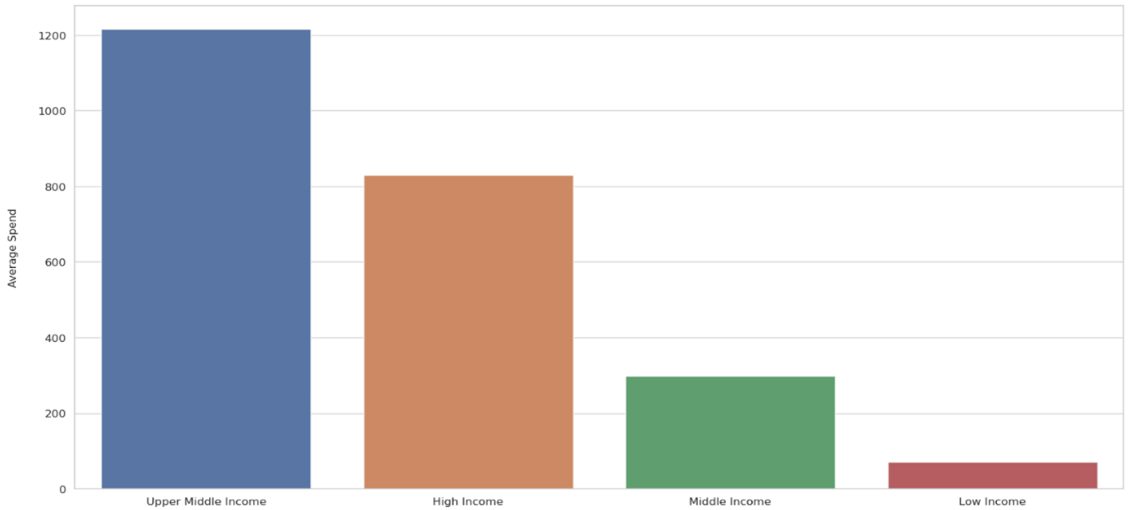 1200
1000
800
600
400
200
0
Average Spend
Upper Middle Income
High Income
Middle Income
Low Income